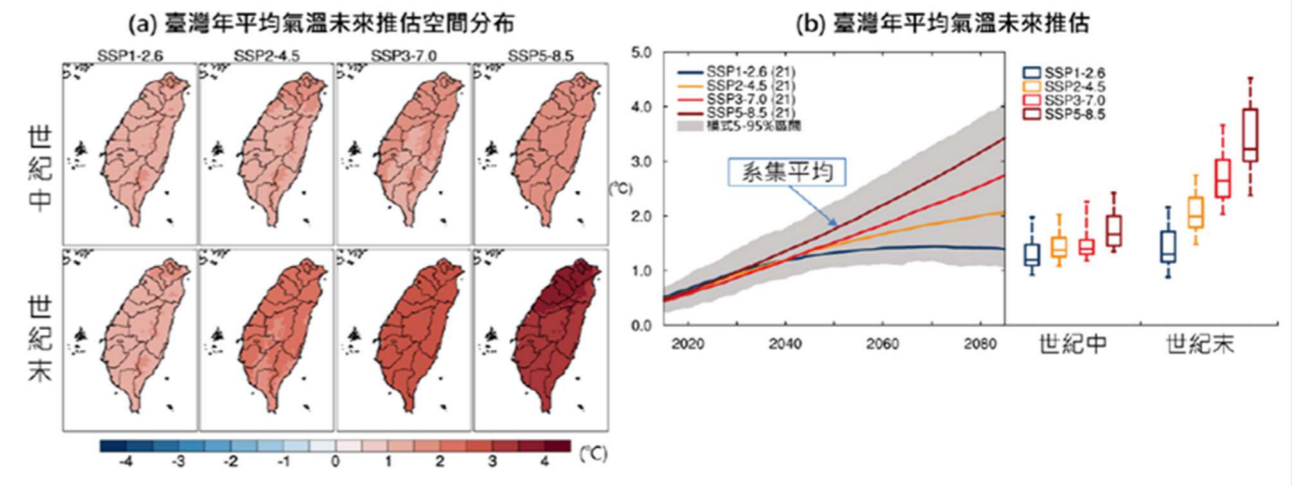 (a) 臺灣年平均氣溫未來推估空間分布
SSP1-2.6 SSP2-4.5 SSP3-7.0 SSP5-8.5
世紀中
世紀末
-4 -3 -2 -1 0 1 2 3 4 (℃)
(b) 臺灣年平均氣溫未來推估
(℃)
5.0
4.0
3.0
2.0
1.0
0.0
SSP1-2.6 (21)
SSP2-4.5 (21)
SSP3-7.0 (21)
SSP5-8.5 (21)
模式5-95%區間
系集平均
2020 2040 2060 2080
SSP1-2.6
SSP2-4.5
SSP3-7.0
SSP5-8.5
世紀中 世紀末